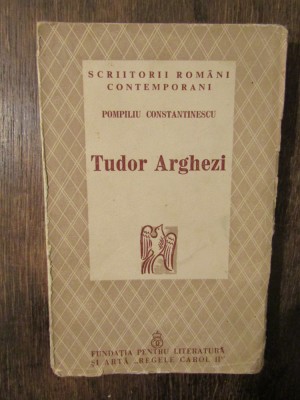 SCRIITORII ROMÂNI
CONTEMPORANI
POMPILIU CONSTANTINESCU
Tudor Arghezi
FUNDAȚIA PENTRU LITERATURĂ
ȘI ARTĂ „REGELE CAROL II"